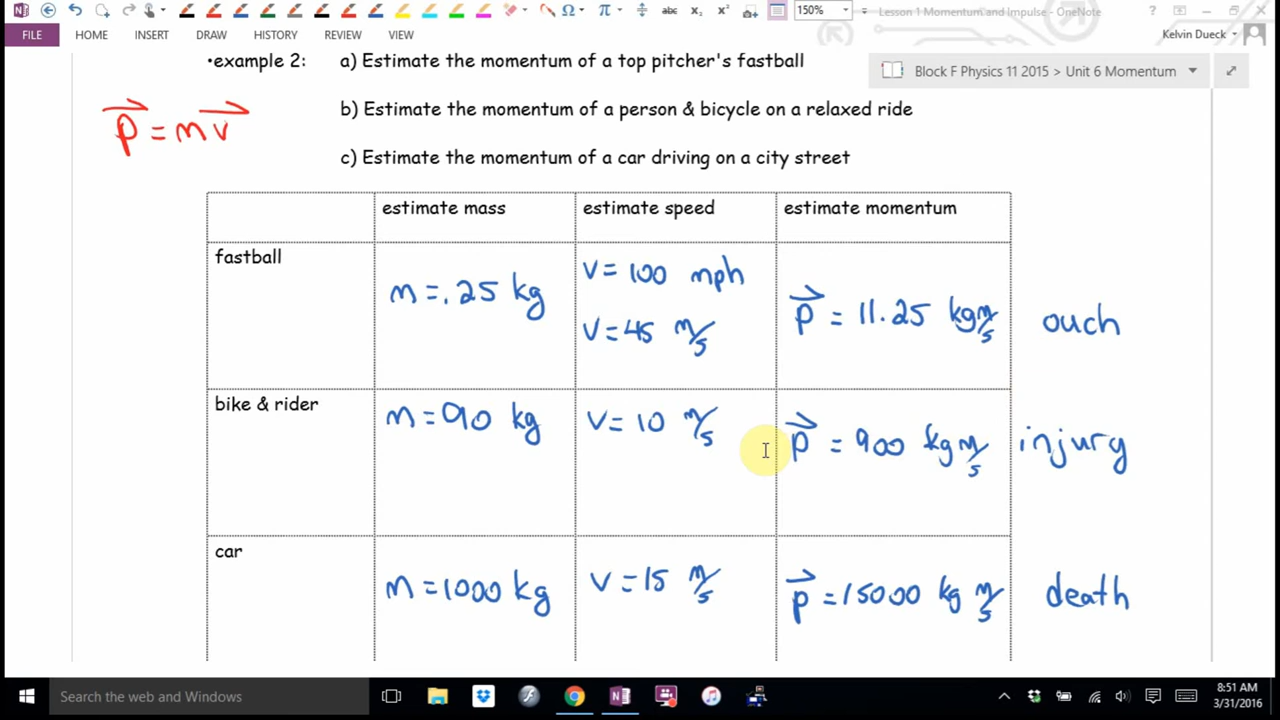 150%
Lesson 1 Momentum and Impulse - OneNote
FILE HOME INSERT DRAW HISTORY REVIEW VIEW
Kelvin Dueck
Block F Physics 11 2015 > Unit 6 Momentum
•example 2: a) Estimate the momentum of a top pitcher's fastball
b) Estimate the momentum of a person & bicycle on a relaxed ride
c) Estimate the momentum of a car driving on a city street
p = mv
estimate mass estimate speed estimate momentum
fastball
m = .25 kg
v = 100 mph
v = 45 m/s
p = 11.25 kg m/s ouch
bike & rider
m = 90 kg v = 10 m/s p = 900 kg m/s injury
car
m = 1000 kg v = 15 m/s p = 15000 kg m/s death
Search the web and Windows
8:51 AM
3/31/2016